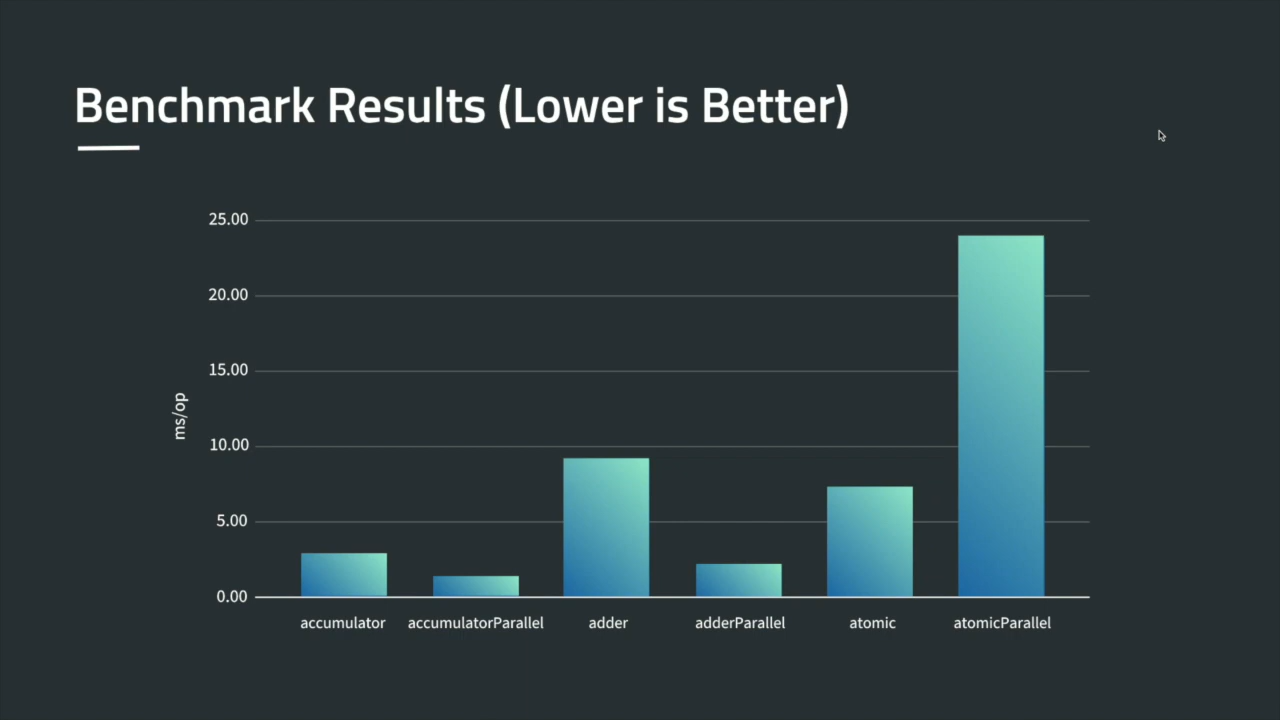 Benchmark Results (Lower is Better)
25.00
20.00
15.00
10.00
5.00
0.00
ms/op
accumulator
accumulatorParallel
adder
adderParallel
atomic
atomicParallel